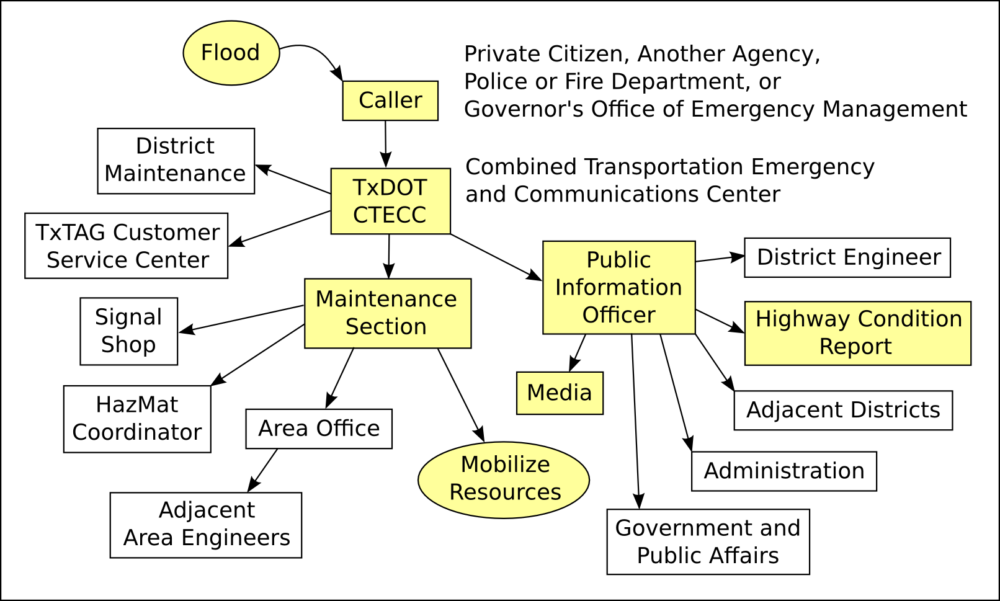 Flood
Private Citizen, Another Agency,
Police or Fire Department, or
Governor's Office of Emergency Management
Caller
District
Maintenance
TxDOT
CTECC
Combined Transportation Emergency
and Communications Center
TxTAG Customer
Service Center
Public
Information
Officer
District Engineer
Maintenance
Section
Signal
Shop
Highway Condition
Report
Media
HazMat
Coordinator
Area Office
Adjacent Districts
Mobilize
Resources
Administration
Adjacent
Area Engineers
Government and
Public Affairs